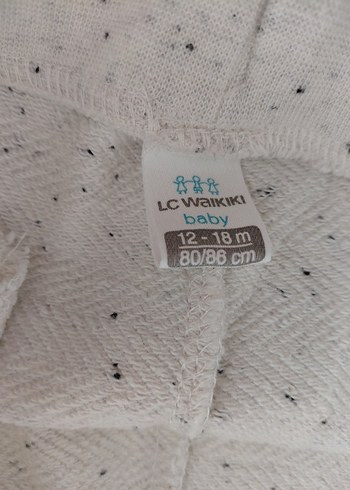 LC WAIKIKI
baby
12 - 18 m
80/86 cm